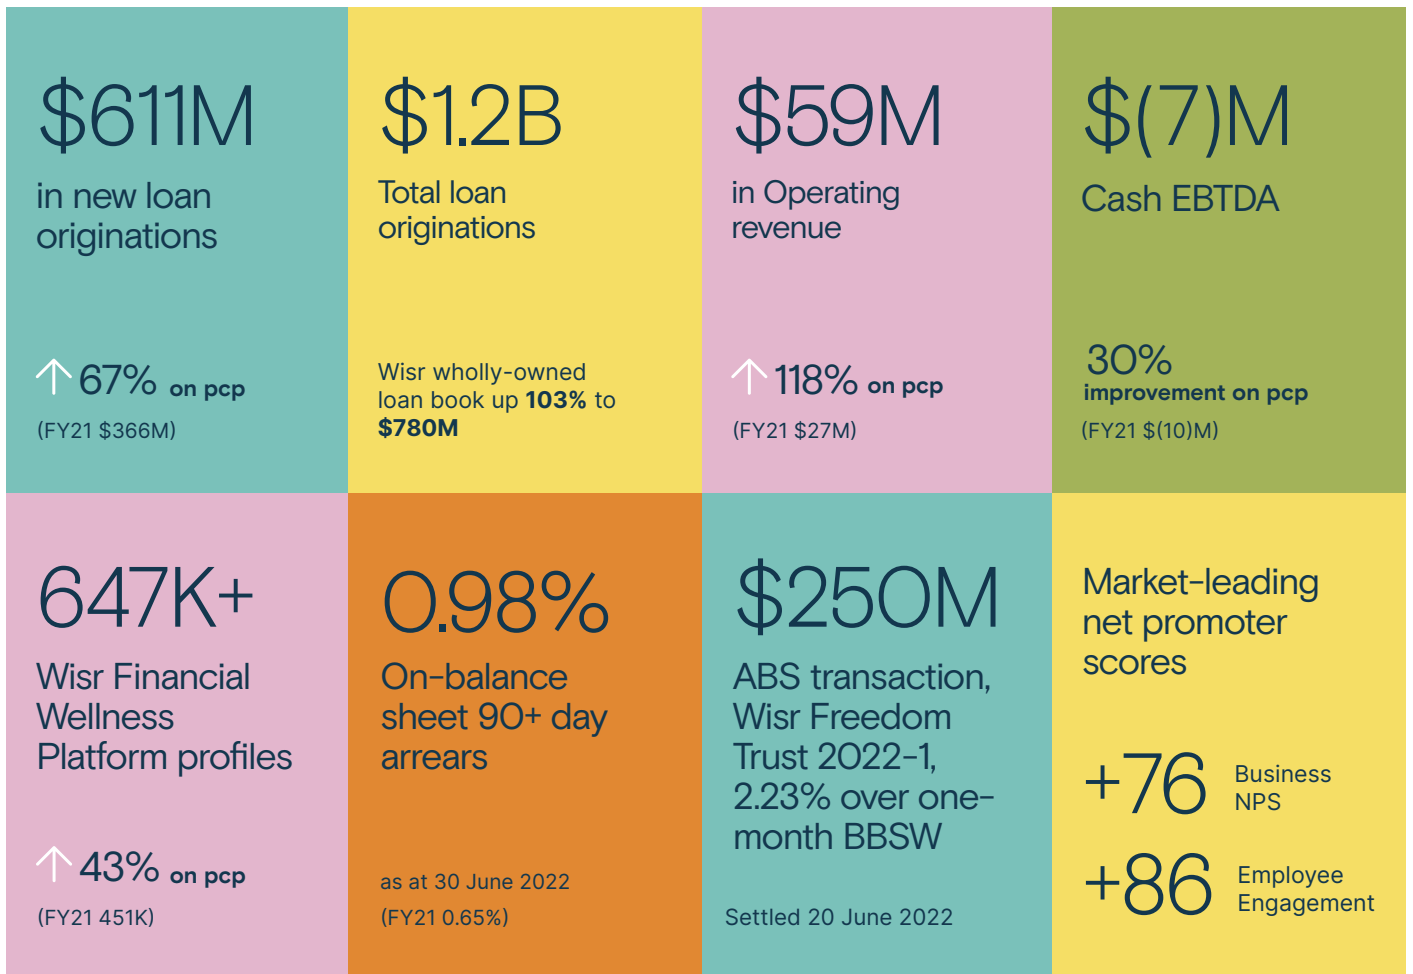 $611M
in new loan
originations
67% on pcp
(FY21 $366M)
$1.2B
Total loan
originations
Wisr wholly-owned
loan book up 103% to
$780M
$59M
in Operating
revenue
118% on pcp
(FY21 $27M)
$(7)M
Cash EBTDA
30%
improvement on pcp
(FY21 $(10)M)
647K+
Wisr Financial
Wellness
Platform profiles
43% on pcp
(FY21 451K)
0.98%
On-balance
sheet 90+ day
arrears
as at 30 June 2022
(FY21 0.65%)
$250M
ABS transaction,
Wisr Freedom
Trust 2022-1,
2.23% over one-
month BBSW
Settled 20 June 2022
Market-leading
net promoter
scores
+76 Business
NPS
+86 Employee
Engagement